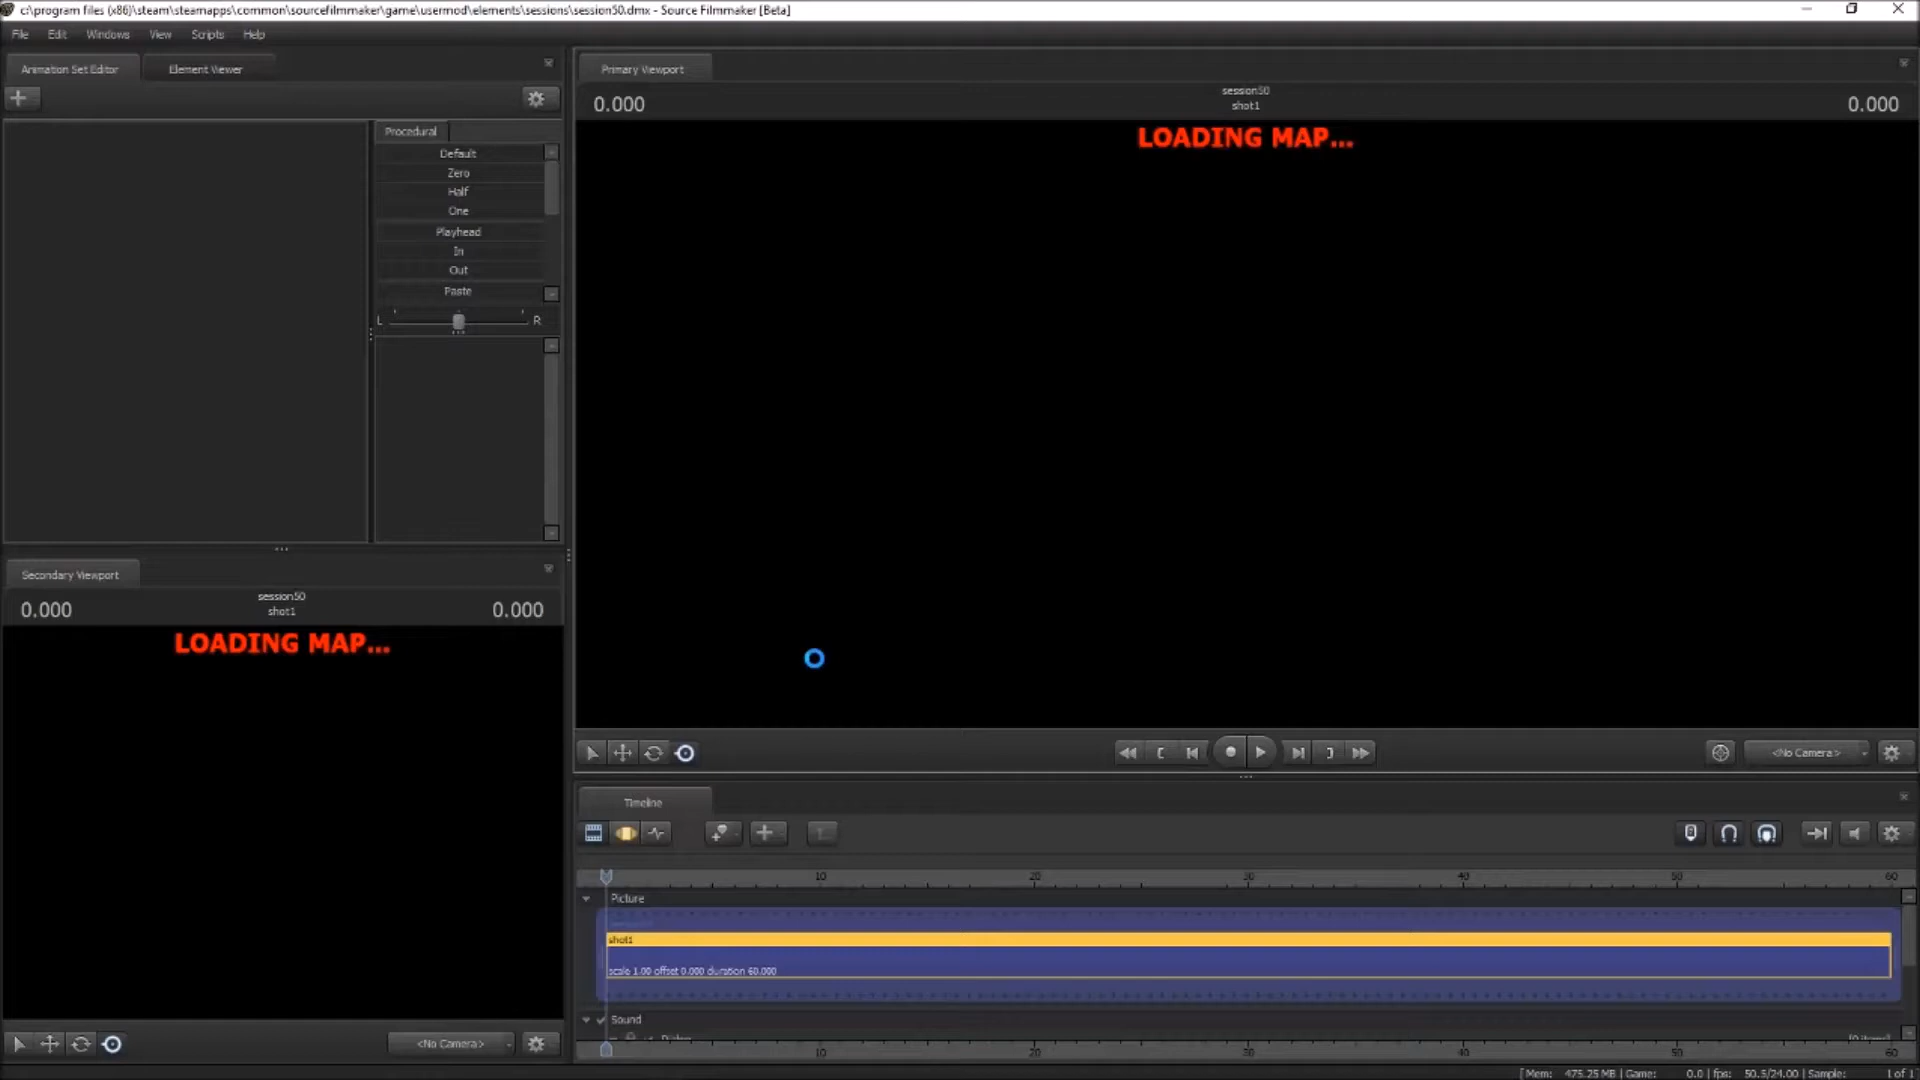 c:\program files (x86)\steam\steamapps\common\sourcefilmmaker\game\usermod\elements\sessions\session50.dmx - Source Filmmaker [Beta]
File Edit Windows View Scripts Help
Animation Set Editor Element Viewer
Procedural
Default
Zero
Half
One
Playhead
In
Out
Paste
L R
Primary Viewport
0.000 session50 0.000
shot1
LOADING MAP...
<No Camera>
Secondary Viewport
0.000 session50 0.000
shot1
LOADING MAP...
<No Camera>
Timeline
10 20 30 40 50 60
Picture
shot1
scale 1.00 offset 0.000 duration 60.000
Sound
10 20 30 40 50 60
[ Mem: 475.25 MB | Game: 0.0 | fps: 50.5/24.00 | Sample: 1 of 1